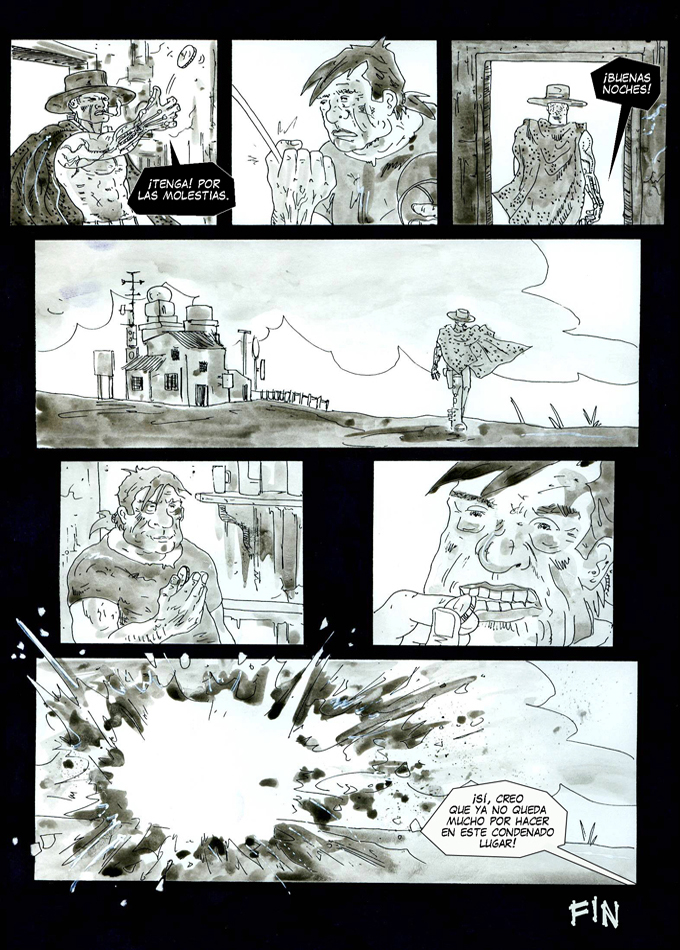 ¡TENGA! POR
LAS MOLESTIAS.
¡BUENAS
NOCHES!
¡SÍ, CREO
QUE YA NO QUEDA
MUCHO POR HACER
EN ESTE CONDENADO
LUGAR!
FIN